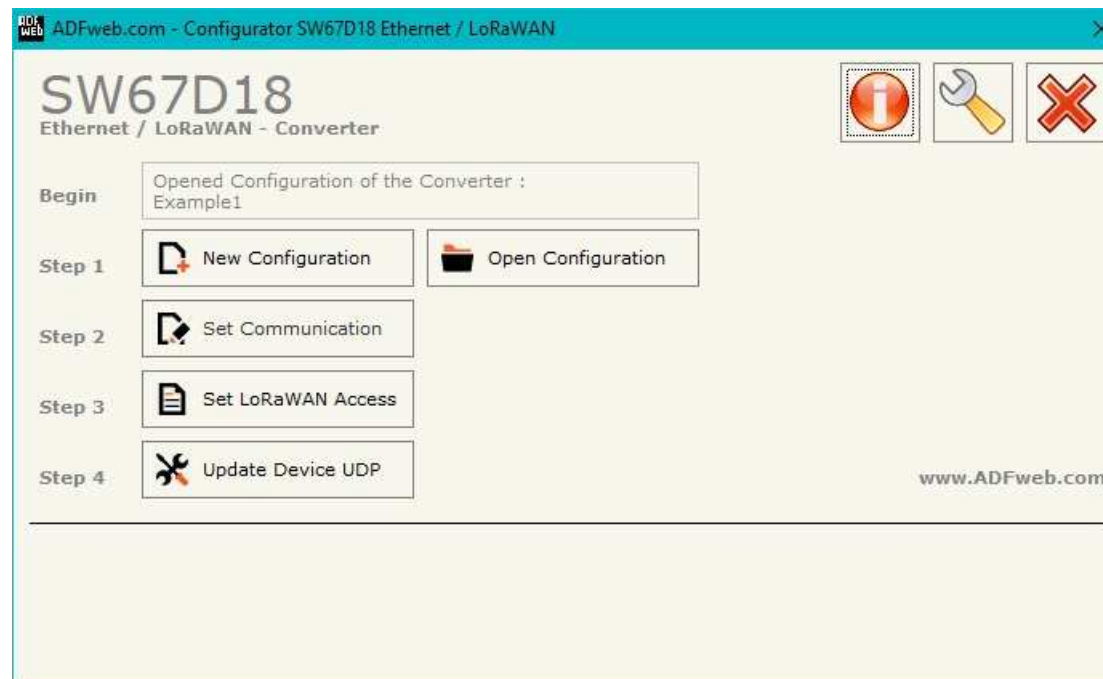 ADF
web ADFweb.com - Configurator SW67D18 Ethernet / LoRaWAN
SW67D18
Ethernet / LoRaWAN - Converter
Begin
Opened Configuration of the Converter :
Example1
Step 1
New Configuration
Open Configuration
Step 2
Set Communication
Step 3
Set LoRaWAN Access
Step 4
Update Device UDP
www.ADFweb.com